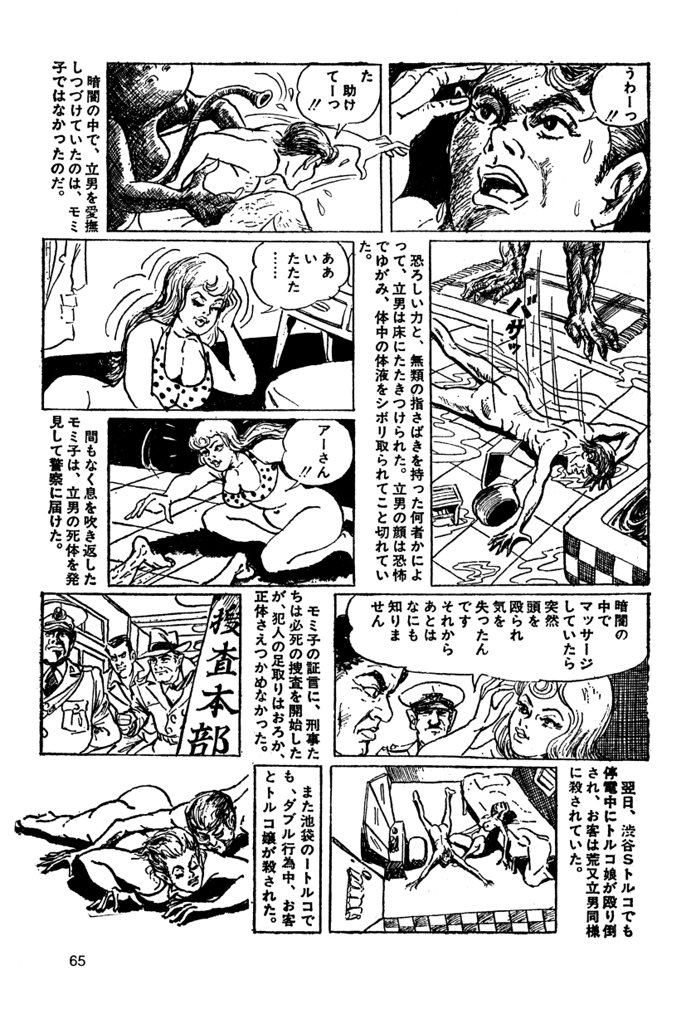 うわーっ!!
た
助け
てーっ
!!
暗闇の中で、立男を愛撫
しつづけていたのは、モミ
子ではなかったのだ。
バサッ
恐ろしい力と、無類の指さばきを持った何者かによ
って、立男は床にたたきつけられた。立男の顔は恐怖
でゆがみ、体中の体液をシボリ取られてこと切れてい
た。
ああ
い
たたた
……
アーさん
!!
間もなく息を吹き返した
モミ子は、立男の死体を発
見して警察に届けた。
暗闇の
中で
マッサージ
していたら
突然
頭を
殴られ
気を
失ったん
です
それから
あとは
なにも
知りま
せん
モミ子の証言に、刑事た
ちは必死の捜査を開始した
が、犯人の足取りはおろか、
正体さえつかめなかった。
捜査本部
翌日、渋谷Sトルコでも
停電中にトルコ娘が殴り倒
され、お客は荒又立男同様
に殺されていた。
また池袋のIトルコで
も、ダブル行為中、お客
とトルコ嬢が殺された。
65